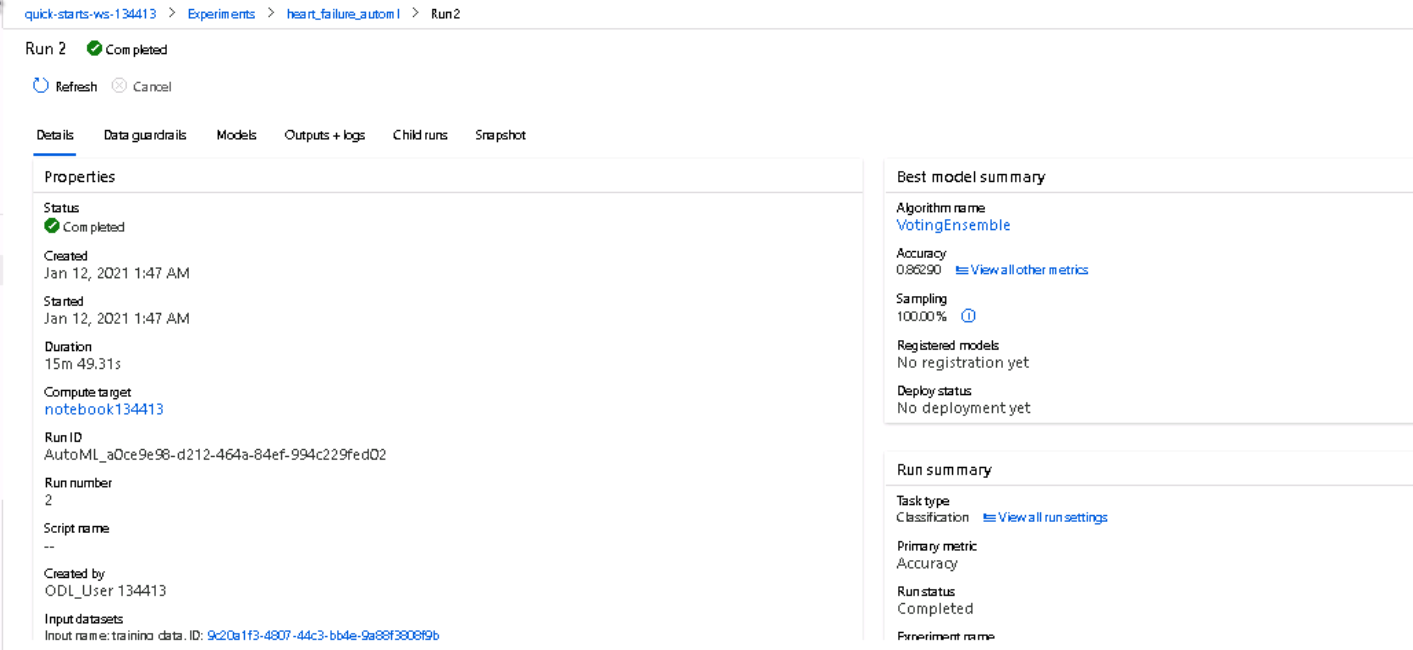 quick-starts-ws-134413 > Experiments > heart_failure_automl > Run 2
Run 2 Completed
Refresh Cancel
Details Data guardrails Models Outputs + logs Child runs Snapshot
Properties
Status
Completed
Created
Jan 12, 2021 1:47 AM
Started
Jan 12, 2021 1:47 AM
Duration
15m 49.31s
Compute target
notebook134413
Run ID
AutoML_a0ce9e98-d212-464a-84ef-994c229fed02
Run number
2
Script name
--
Created by
ODL_User 134413
Input datasets
Input name: training data, ID: 9c20a1f3-4807-44c3-bb4e-9a88f3808f9b
Best model summary
Algorithm name
VotingEnsemble
Accuracy
0.86290 View all other metrics
Sampling
100.00 %
Registered models
No registration yet
Deploy status
No deployment yet
Run summary
Task type
Classification View all run settings
Primary metric
Accuracy
Run status
Completed
Experiment name